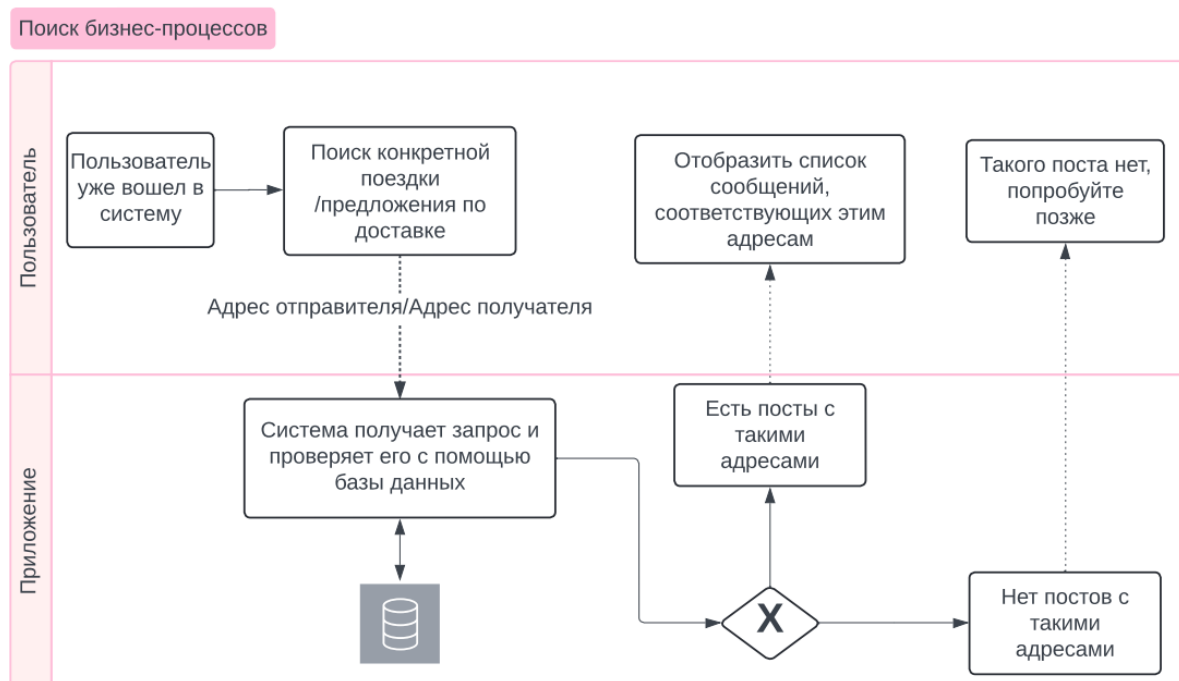 Поиск бизнес-процессов
Пользователь
Пользователь
уже вошел в
систему
Поиск конкретной
поездки
/предложения по
доставке
Отобразить список
сообщений,
соответствующих этим
адресам
Такого поста нет,
попробуйте
позже
Адрес отправителя/Адрес получателя
Приложение
Система получает запрос и
проверяет его с помощью
базы данных
Есть посты с
такими
адресами
X
Нет постов с
такими
адресами